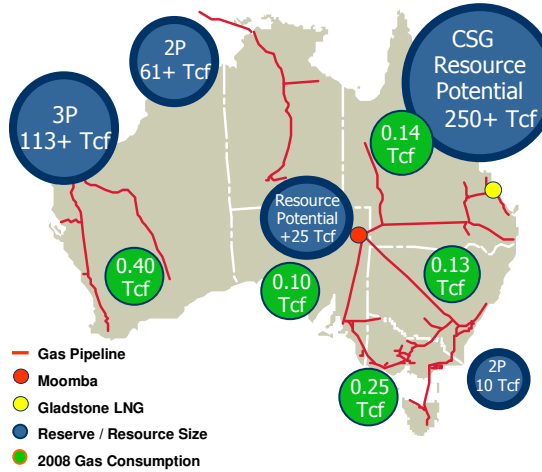 2P
61+ Tcf
CSG
Resource
Potential
250+ Tcf
3P
113+ Tcf
0.14
Tcf
Resource
Potential
+25 Tcf
0.40
Tcf
0.10
Tcf
0.13
Tcf
0.25
Tcf
2P
10 Tcf
Gas Pipeline
Moomba
Gladstone LNG
Reserve / Resource Size
2008 Gas Consumption